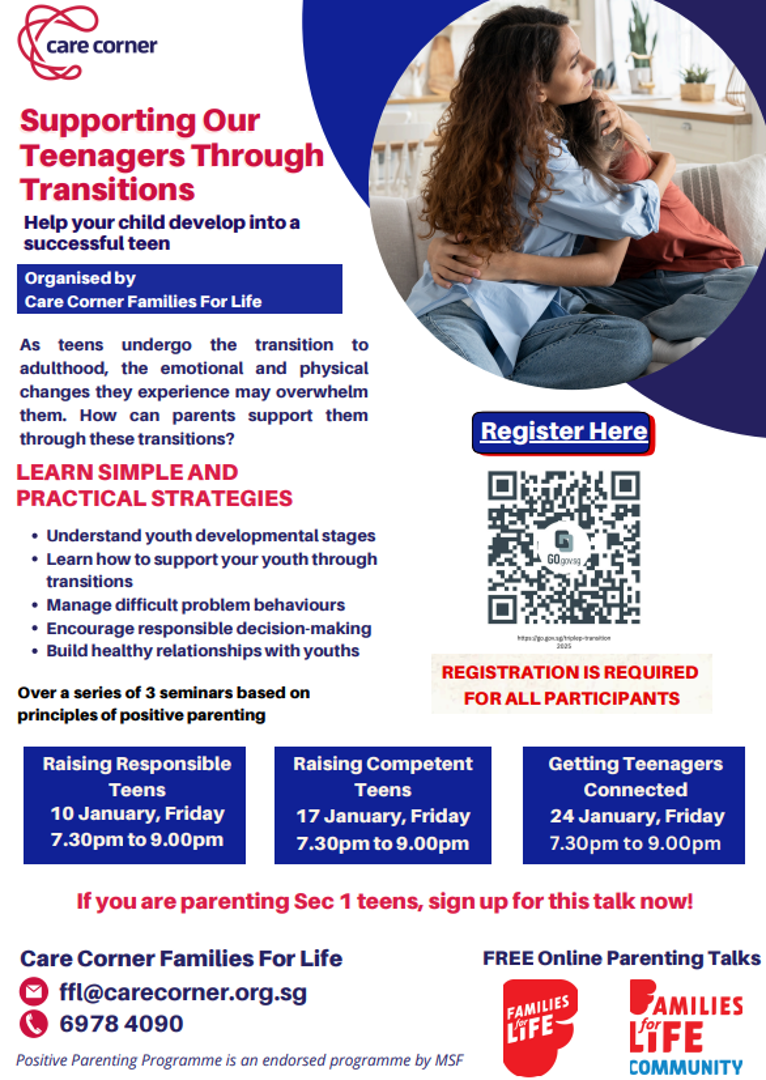 care corner
Supporting Our
Teenagers Through
Transitions
Help your child develop into a
successful teen
Organised by
Care Corner Families For Life
As teens undergo the transition to
adulthood, the emotional and physical
changes they experience may overwhelm
them. How can parents support them
through these transitions?
LEARN SIMPLE AND
PRACTICAL STRATEGIES
• Understand youth developmental stages
• Learn how to support your youth through
transitions
• Manage difficult problem behaviours
• Encourage responsible decision-making
• Build healthy relationships with youths
Over a series of 3 seminars based on
principles of positive parenting
Register Here
GO.gov.sg
https://go.gov.sg/triplep-transition
2025
REGISTRATION IS REQUIRED
FOR ALL PARTICIPANTS
Raising Responsible
Teens
10 January, Friday
7.30pm to 9.00pm
Raising Competent
Teens
17 January, Friday
7.30pm to 9.00pm
Getting Teenagers
Connected
24 January, Friday
7.30pm to 9.00pm
If you are parenting Sec 1 teens, sign up for this talk now!
Care Corner Families For Life
ffl@carecorner.org.sg
6978 4090
Positive Parenting Programme is an endorsed programme by MSF
FREE Online Parenting Talks
FAMILIES
for
LIFE
FAMILIES
for
LIFE
COMMUNITY